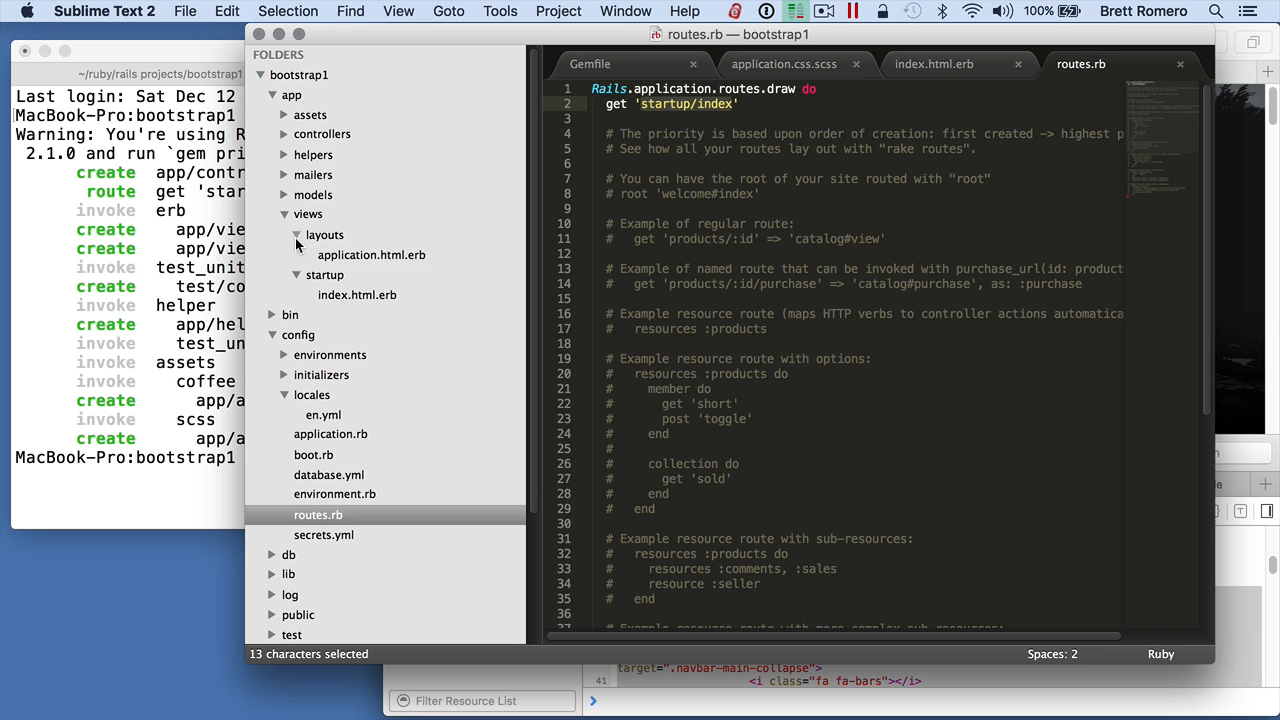 Sublime Text 2 File Edit Selection Find View Goto Tools Project Window Help 100% Brett Romero
routes.rb — bootstrap1
~/ruby/rails projects/bootstrap1
Last login: Sat Dec 12
MacBook-Pro:bootstrap1
Warning: You're using R
2.1.0 and run `gem pri
create app/contr
route get 'star
invoke erb
create app/vie
create app/vie
invoke test_unit
create test/co
invoke helper
create app/hel
invoke test_un
invoke assets
invoke coffee
create app/a
invoke scss
create app/a
MacBook-Pro:bootstrap1
FOLDERS
bootstrap1
app
assets
controllers
helpers
mailers
models
views
layouts
application.html.erb
startup
index.html.erb
bin
config
environments
initializers
locales
en.yml
application.rb
boot.rb
database.yml
environment.rb
routes.rb
secrets.yml
db
lib
log
public
test
Gemfile × application.css.scss × index.html.erb × routes.rb ×
1 Rails.application.routes.draw do
2 get 'startup/index'
3
4 # The priority is based upon order of creation: first created -> highest p
5 # See how all your routes lay out with "rake routes".
6
7 # You can have the root of your site routed with "root"
8 # root 'welcome#index'
9
10 # Example of regular route:
11 #   get 'products/:id' => 'catalog#view'
12
13 # Example of named route that can be invoked with purchase_url(id: product
14 #   get 'products/:id/purchase' => 'catalog#purchase', as: :purchase
15
16 # Example resource route (maps HTTP verbs to controller actions automatica
17 #   resources :products
18
19 # Example resource route with options:
20 #   resources :products do
21 #     member do
22 #       get 'short'
23 #       post 'toggle'
24 #     end
25 #
26 #     collection do
27 #       get 'sold'
28 #     end
29 #   end
30
31 # Example resource route with sub-resources:
32 #   resources :products do
33 #     resources :comments, :sales
34 #     resource :seller
35 #   end
36
37 # Example resource route with more complex sub-resources:
13 characters selected Spaces: 2 Ruby
target=".navbar-main-collapse">
41 <i class="fa fa-bars"></i>
Filter Resource List